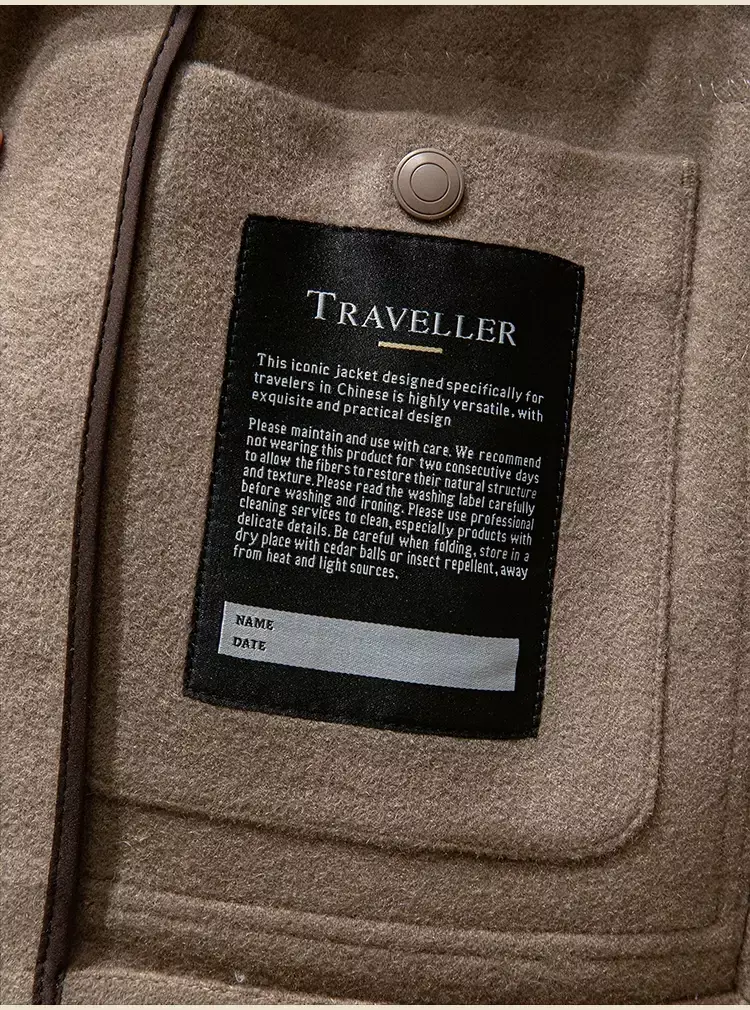 TRAVELLER
This iconic jacket designed specifically for
travelers in Chinese is highly versatile, with
exquisite and practical design
Please maintain and use with care. We recommend
not wearing this product for two consecutive days
to allow the fibers to restore their natural structure
and texture. Please read the washing label carefully
before washing and ironing. Please use professional
cleaning services to clean, especially products with
delicate details. Be careful when folding, store in a
dry place with cedar balls or insect repellent, away
from heat and light sources.
NAME
DATE